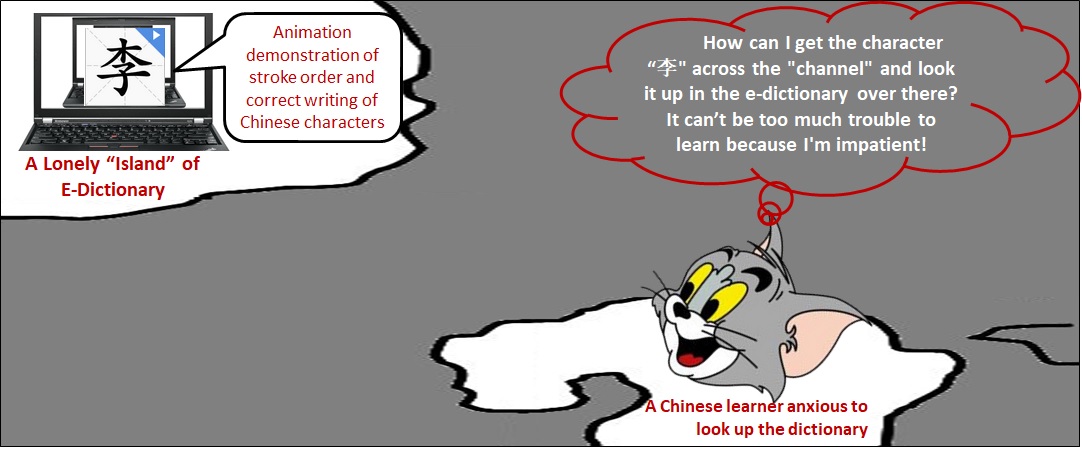 李
Animation
demonstration of
stroke order and
correct writing of
Chinese characters
A Lonely “Island” of
E-Dictionary
How can I get the character
“李" across the "channel" and look
it up in the e-dictionary over there?
It can’t be too much trouble to
learn because I'm impatient!
A Chinese learner anxious to
look up the dictionary